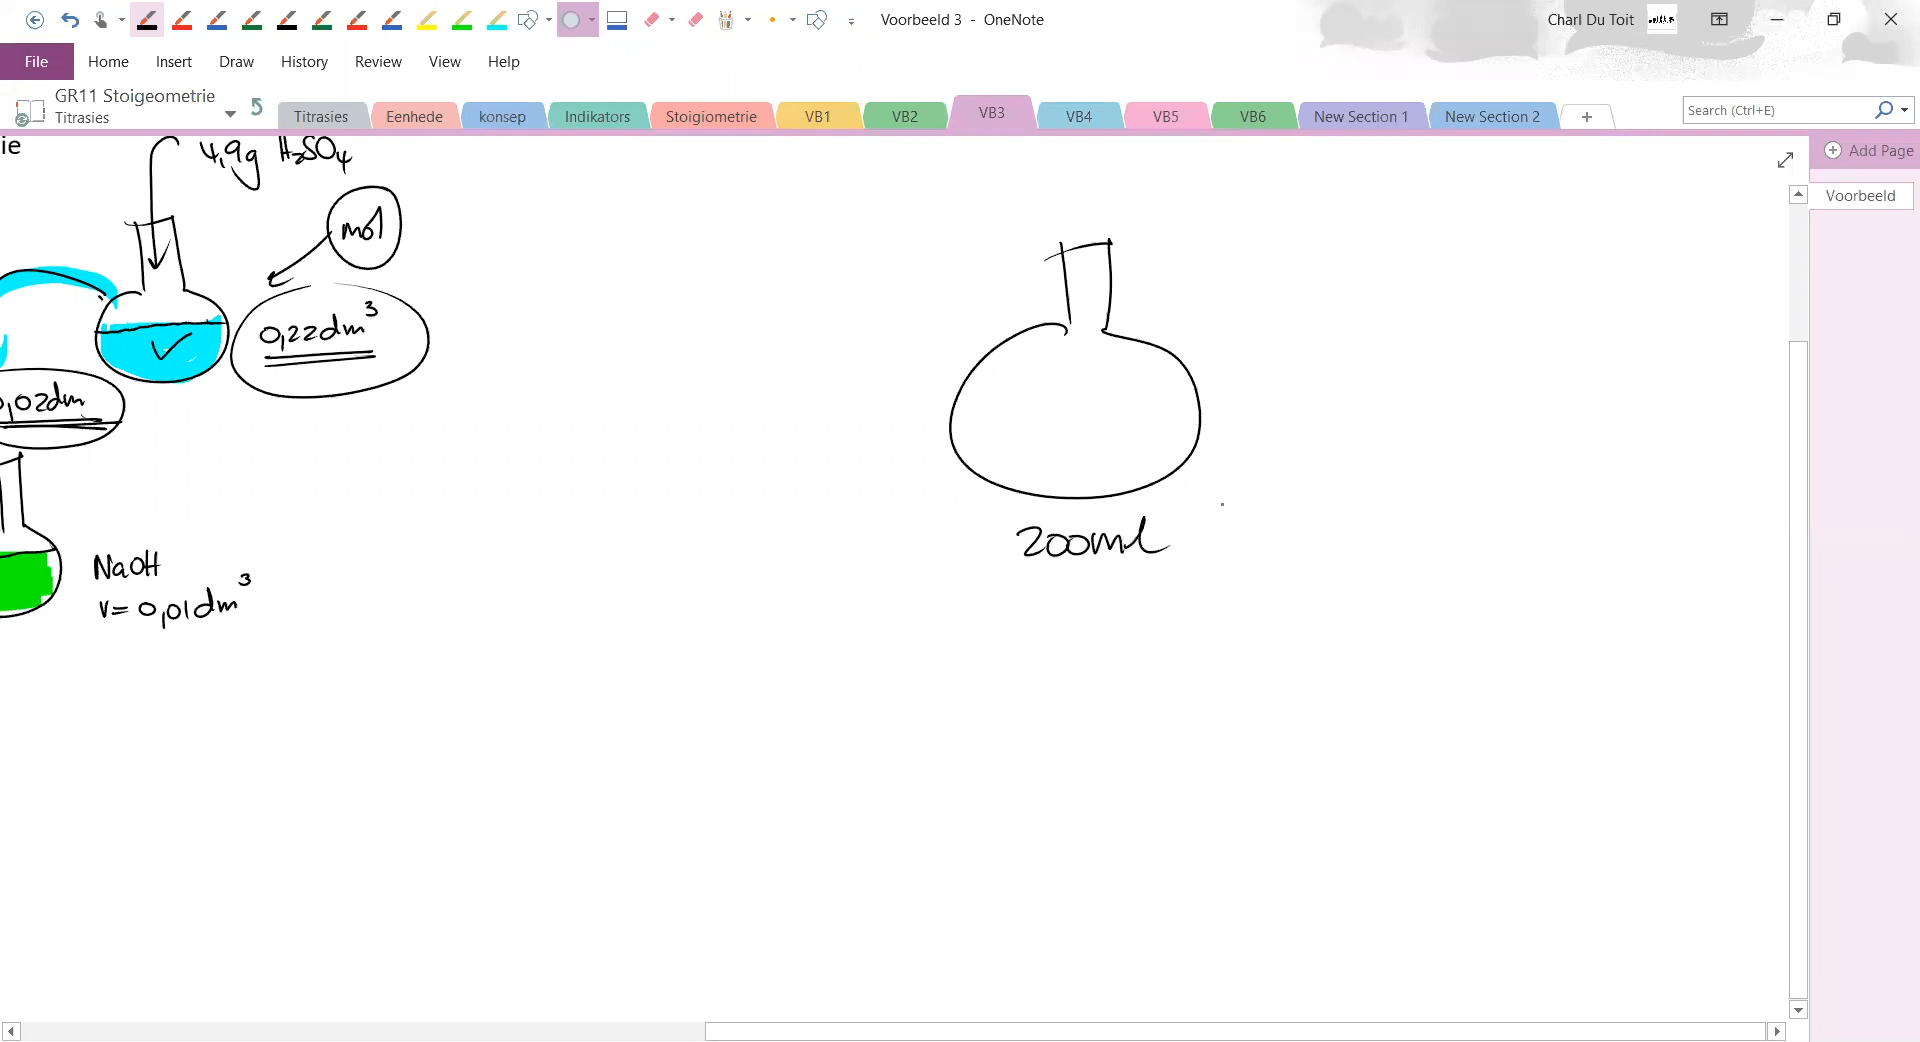 Voorbeeld 3 - OneNote
Charl Du Toit
File
Home
Insert
Draw
History
Review
View
Help
GR11 Stoigeometrie
Titrasies
Titrasies
Eenhede
konsep
Indikators
Stoigiometrie
VB1
VB2
VB3
VB4
VB5
VB6
New Section 1
New Section 2
+
Search (Ctrl+E)
Add Page
Voorbeeld
ie
4,9g H₂SO₄
mol
0,22dm³
0,02dm
NaOH
V= 0,01dm³
200ml